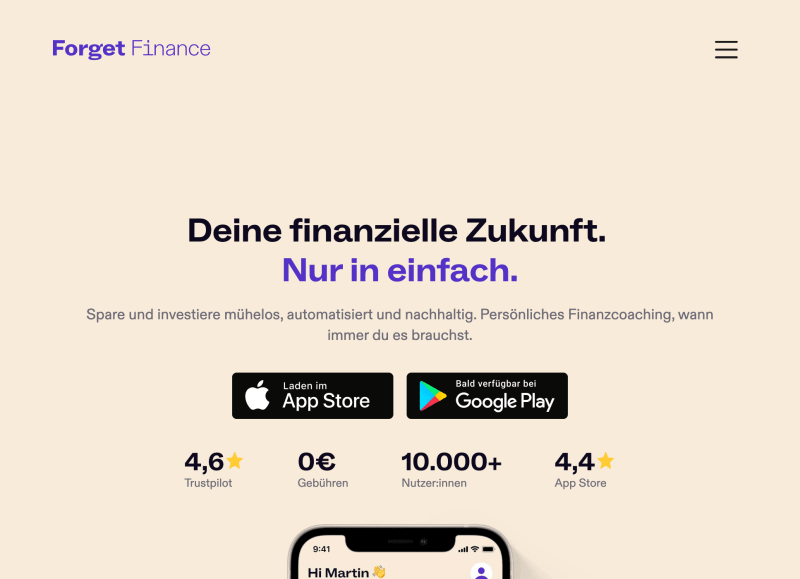 Forget Finance
Deine finanzielle Zukunft.
Nur in einfach.
Spare und investiere mühelos, automatisiert und nachhaltig. Persönliches Finanzcoaching, wann
immer du es brauchst.
Laden im
App Store
Bald verfügbar bei
Google Play
4,6 0€ 10.000+ 4,4
Trustpilot Gebühren Nutzer:innen App Store
9:41
Hi Martin